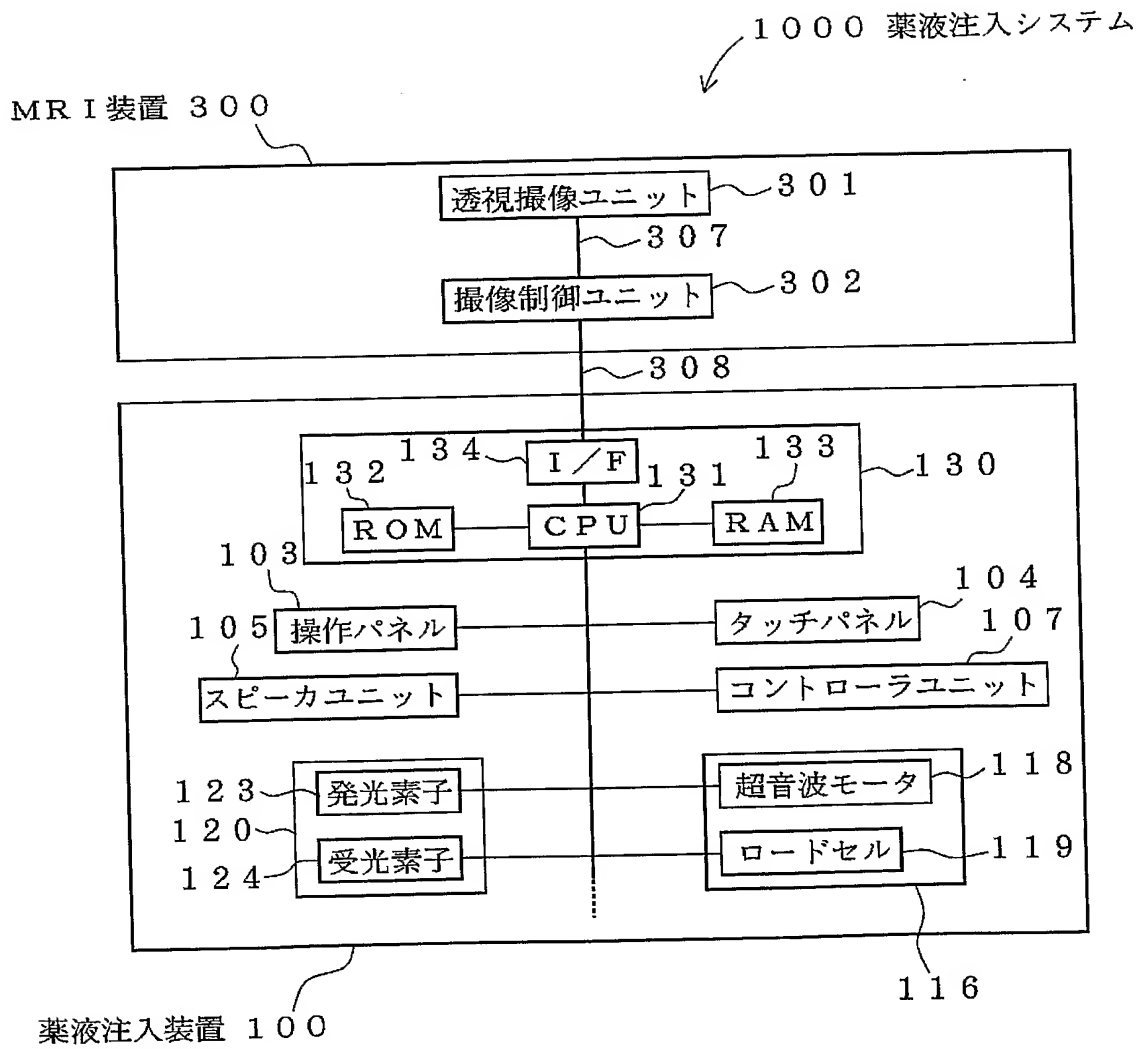 １０００ 薬液注入システム
ＭＲＩ装置 ３００
透視撮像ユニット
３０１
３０７
撮像制御ユニット
３０２
３０８
１３４
Ｉ／Ｆ
１３３
１３２
１３１
１３０
ＲＯＭ
ＣＰＵ
ＲＡＭ
１０３
１０４
操作パネル
タッチパネル
１０５
１０７
スピーカユニット
コントローラユニット
１２３
発光素子
超音波モータ
１１８
１２０
１２４
受光素子
ロードセル
１１９
１１６
薬液注入装置 １００